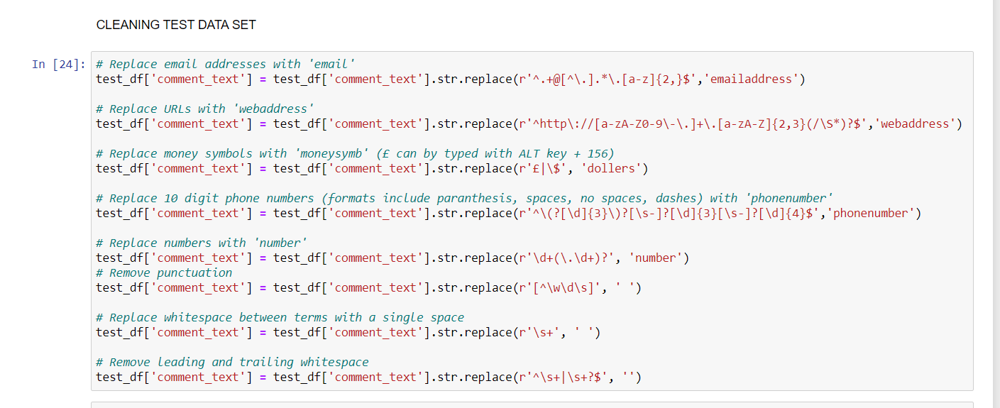 CLEANING TEST DATA SET
In [24]: # Replace email addresses with 'email'
test_df['comment_text'] = test_df['comment_text'].str.replace(r'^.+@[^\.].*\.[a-z]{2,}$','emailaddress')
# Replace URLs with 'webaddress'
test_df['comment_text'] = test_df['comment_text'].str.replace(r'^http\://[a-zA-Z0-9\-\.]+\.[a-zA-Z]{2,3}(/\S*)?$','webaddress')
# Replace money symbols with 'moneysymb' (£ can by typed with ALT key + 156)
test_df['comment_text'] = test_df['comment_text'].str.replace(r'£|\$', 'dollers')
# Replace 10 digit phone numbers (formats include paranthesis, spaces, no spaces, dashes) with 'phonenumber'
test_df['comment_text'] = test_df['comment_text'].str.replace(r'^\(?[\d]{3}\)?[\s-]?[\d]{3}[\s-]?[\d]{4}$','phonenumber')
# Replace numbers with 'number'
test_df['comment_text'] = test_df['comment_text'].str.replace(r'\d+(\.\d+)?', 'number')
# Remove punctuation
test_df['comment_text'] = test_df['comment_text'].str.replace(r'[^\w\d\s]', ' ')
# Replace whitespace between terms with a single space
test_df['comment_text'] = test_df['comment_text'].str.replace(r'\s+', ' ')
# Remove leading and trailing whitespace
test_df['comment_text'] = test_df['comment_text'].str.replace(r'^\s+|\s+?$', '')